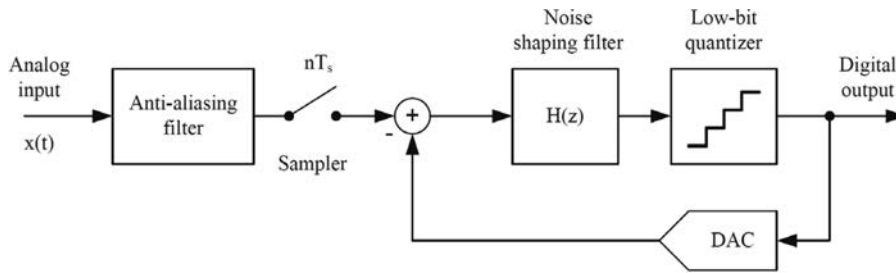 Analog
input
x(t)
Anti-aliasing
filter
nTₛ
Sampler
+
-
Noise
shaping filter
H(z)
Low-bit
quantizer
Digital
output
DAC